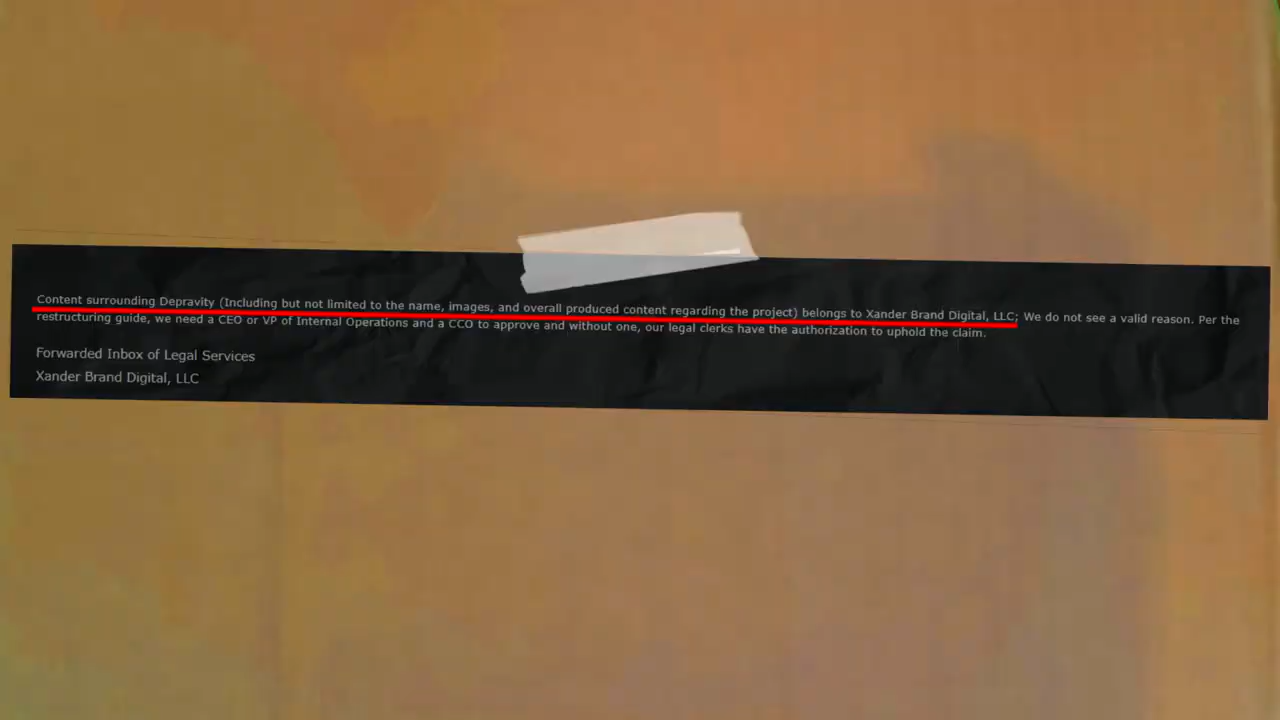 Content surrounding Depravity (Including but not limited to the name, images, and overall produced content regarding the project) belongs to Xander Brand Digital, LLC; We do not see a valid reason. Per the
restructuring guide, we need a CEO or VP of Internal Operations and a CCO to approve and without one, our legal clerks have the authorization to uphold the claim.
Forwarded Inbox of Legal Services
Xander Brand Digital, LLC